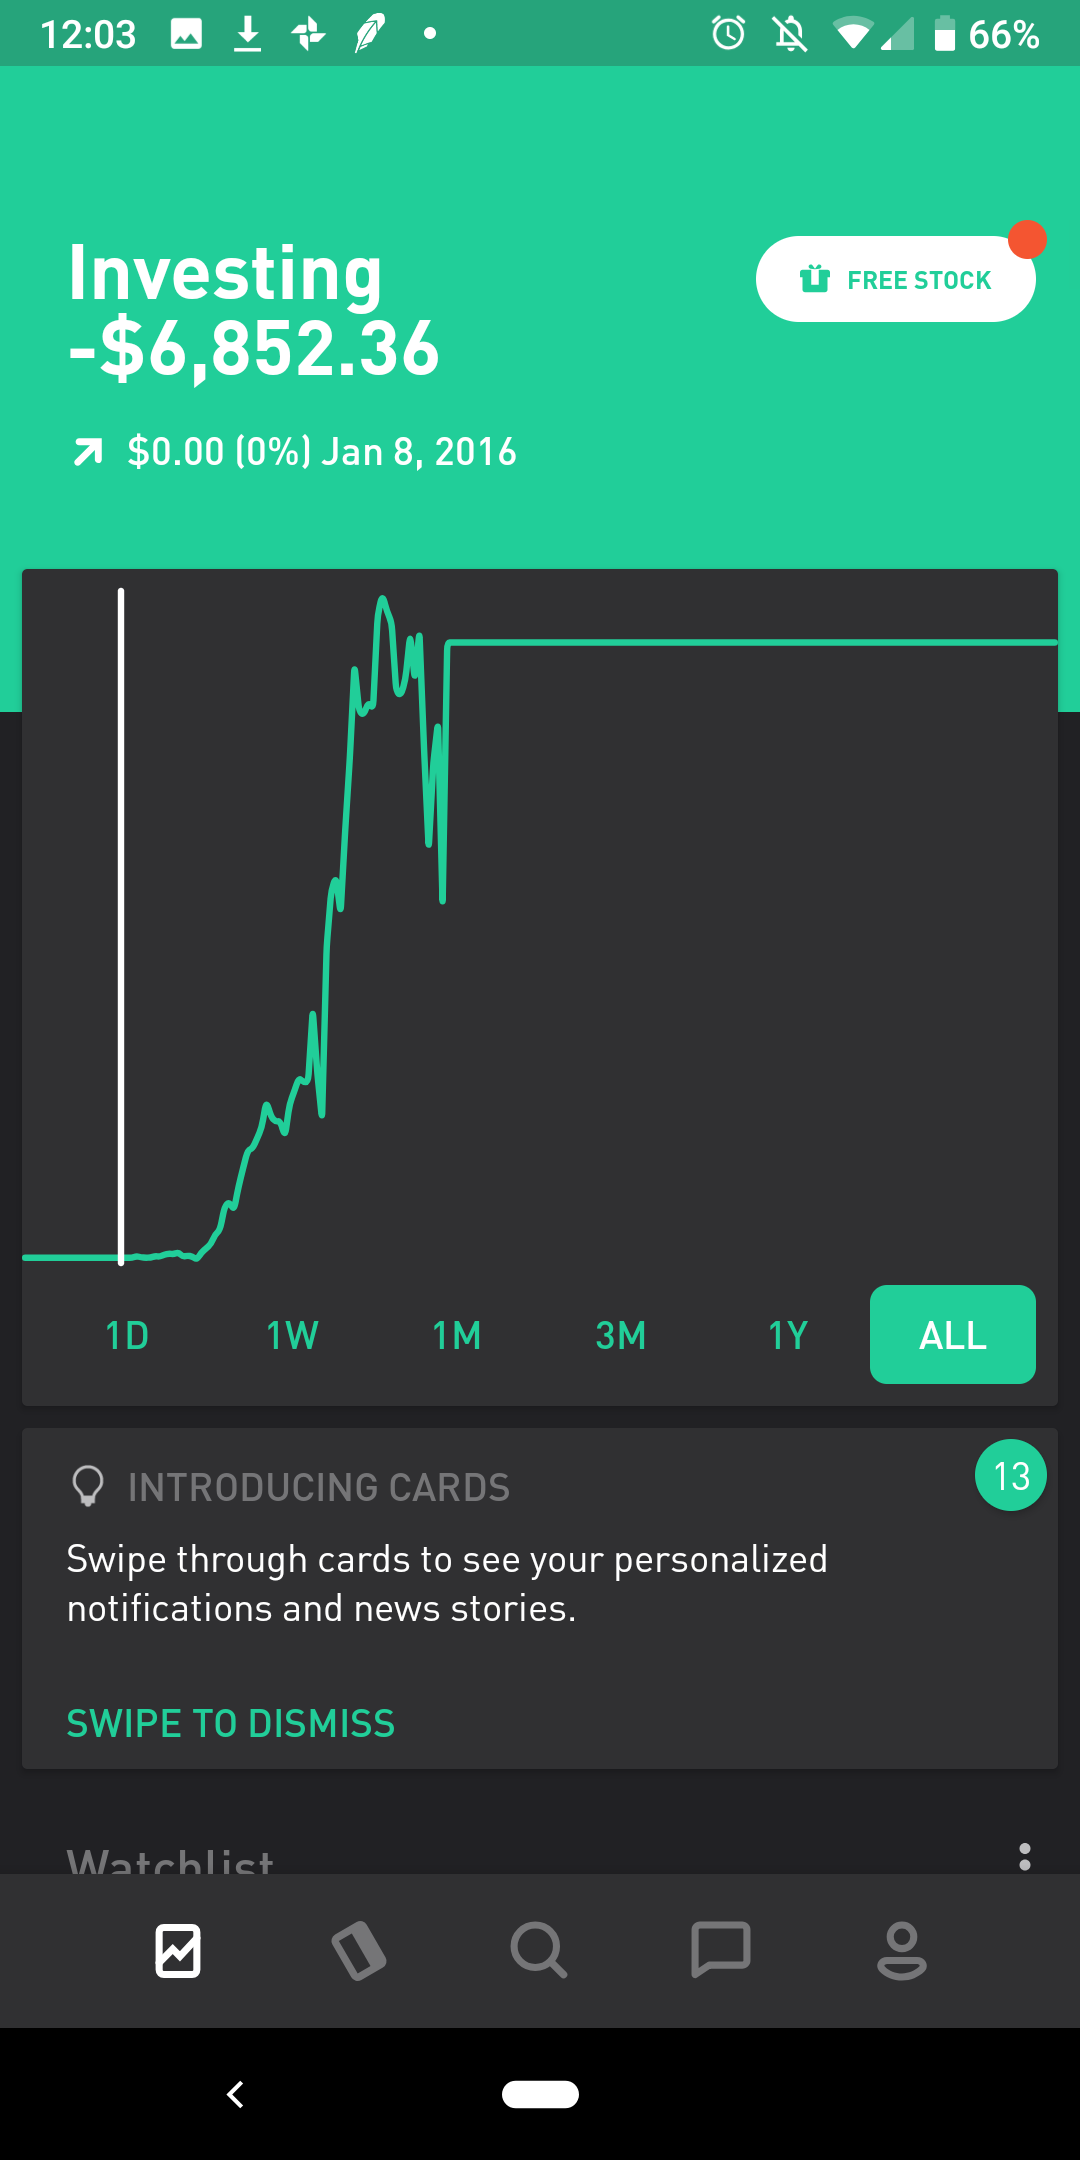 12:03
66%
Investing
-$6,852.36
FREE STOCK
$0.00 (0%) Jan 8, 2016
1D 1W 1M 3M 1Y ALL
INTRODUCING CARDS
13
Swipe through cards to see your personalized
notifications and news stories.
SWIPE TO DISMISS
Watchlist